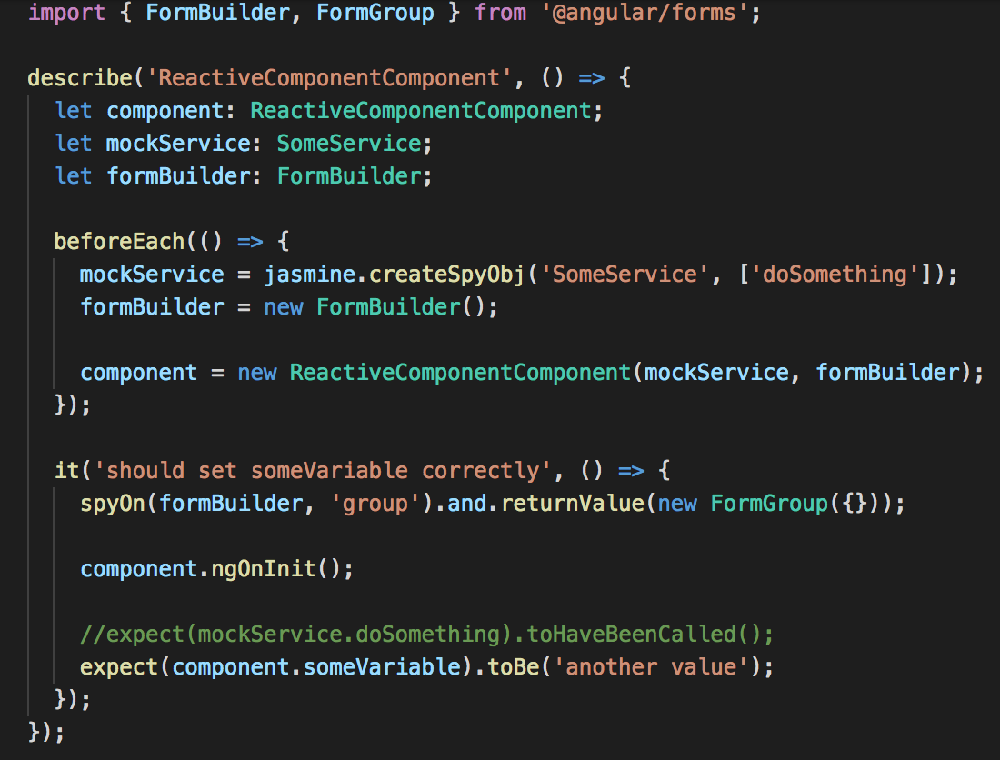 import { FormBuilder, FormGroup } from '@angular/forms';
describe('ReactiveComponentComponent', () => {
let component: ReactiveComponentComponent;
let mockService: SomeService;
let formBuilder: FormBuilder;
beforeEach(() => {
mockService = jasmine.createSpyObj('SomeService', ['doSomething']);
formBuilder = new FormBuilder();
component = new ReactiveComponentComponent(mockService, formBuilder);
});
it('should set someVariable correctly', () => {
spyOn(formBuilder, 'group').and.returnValue(new FormGroup({}));
component.ngOnInit();
//expect(mockService.doSomething).toHaveBeenCalled();
expect(component.someVariable).toBe('another value');
});
});